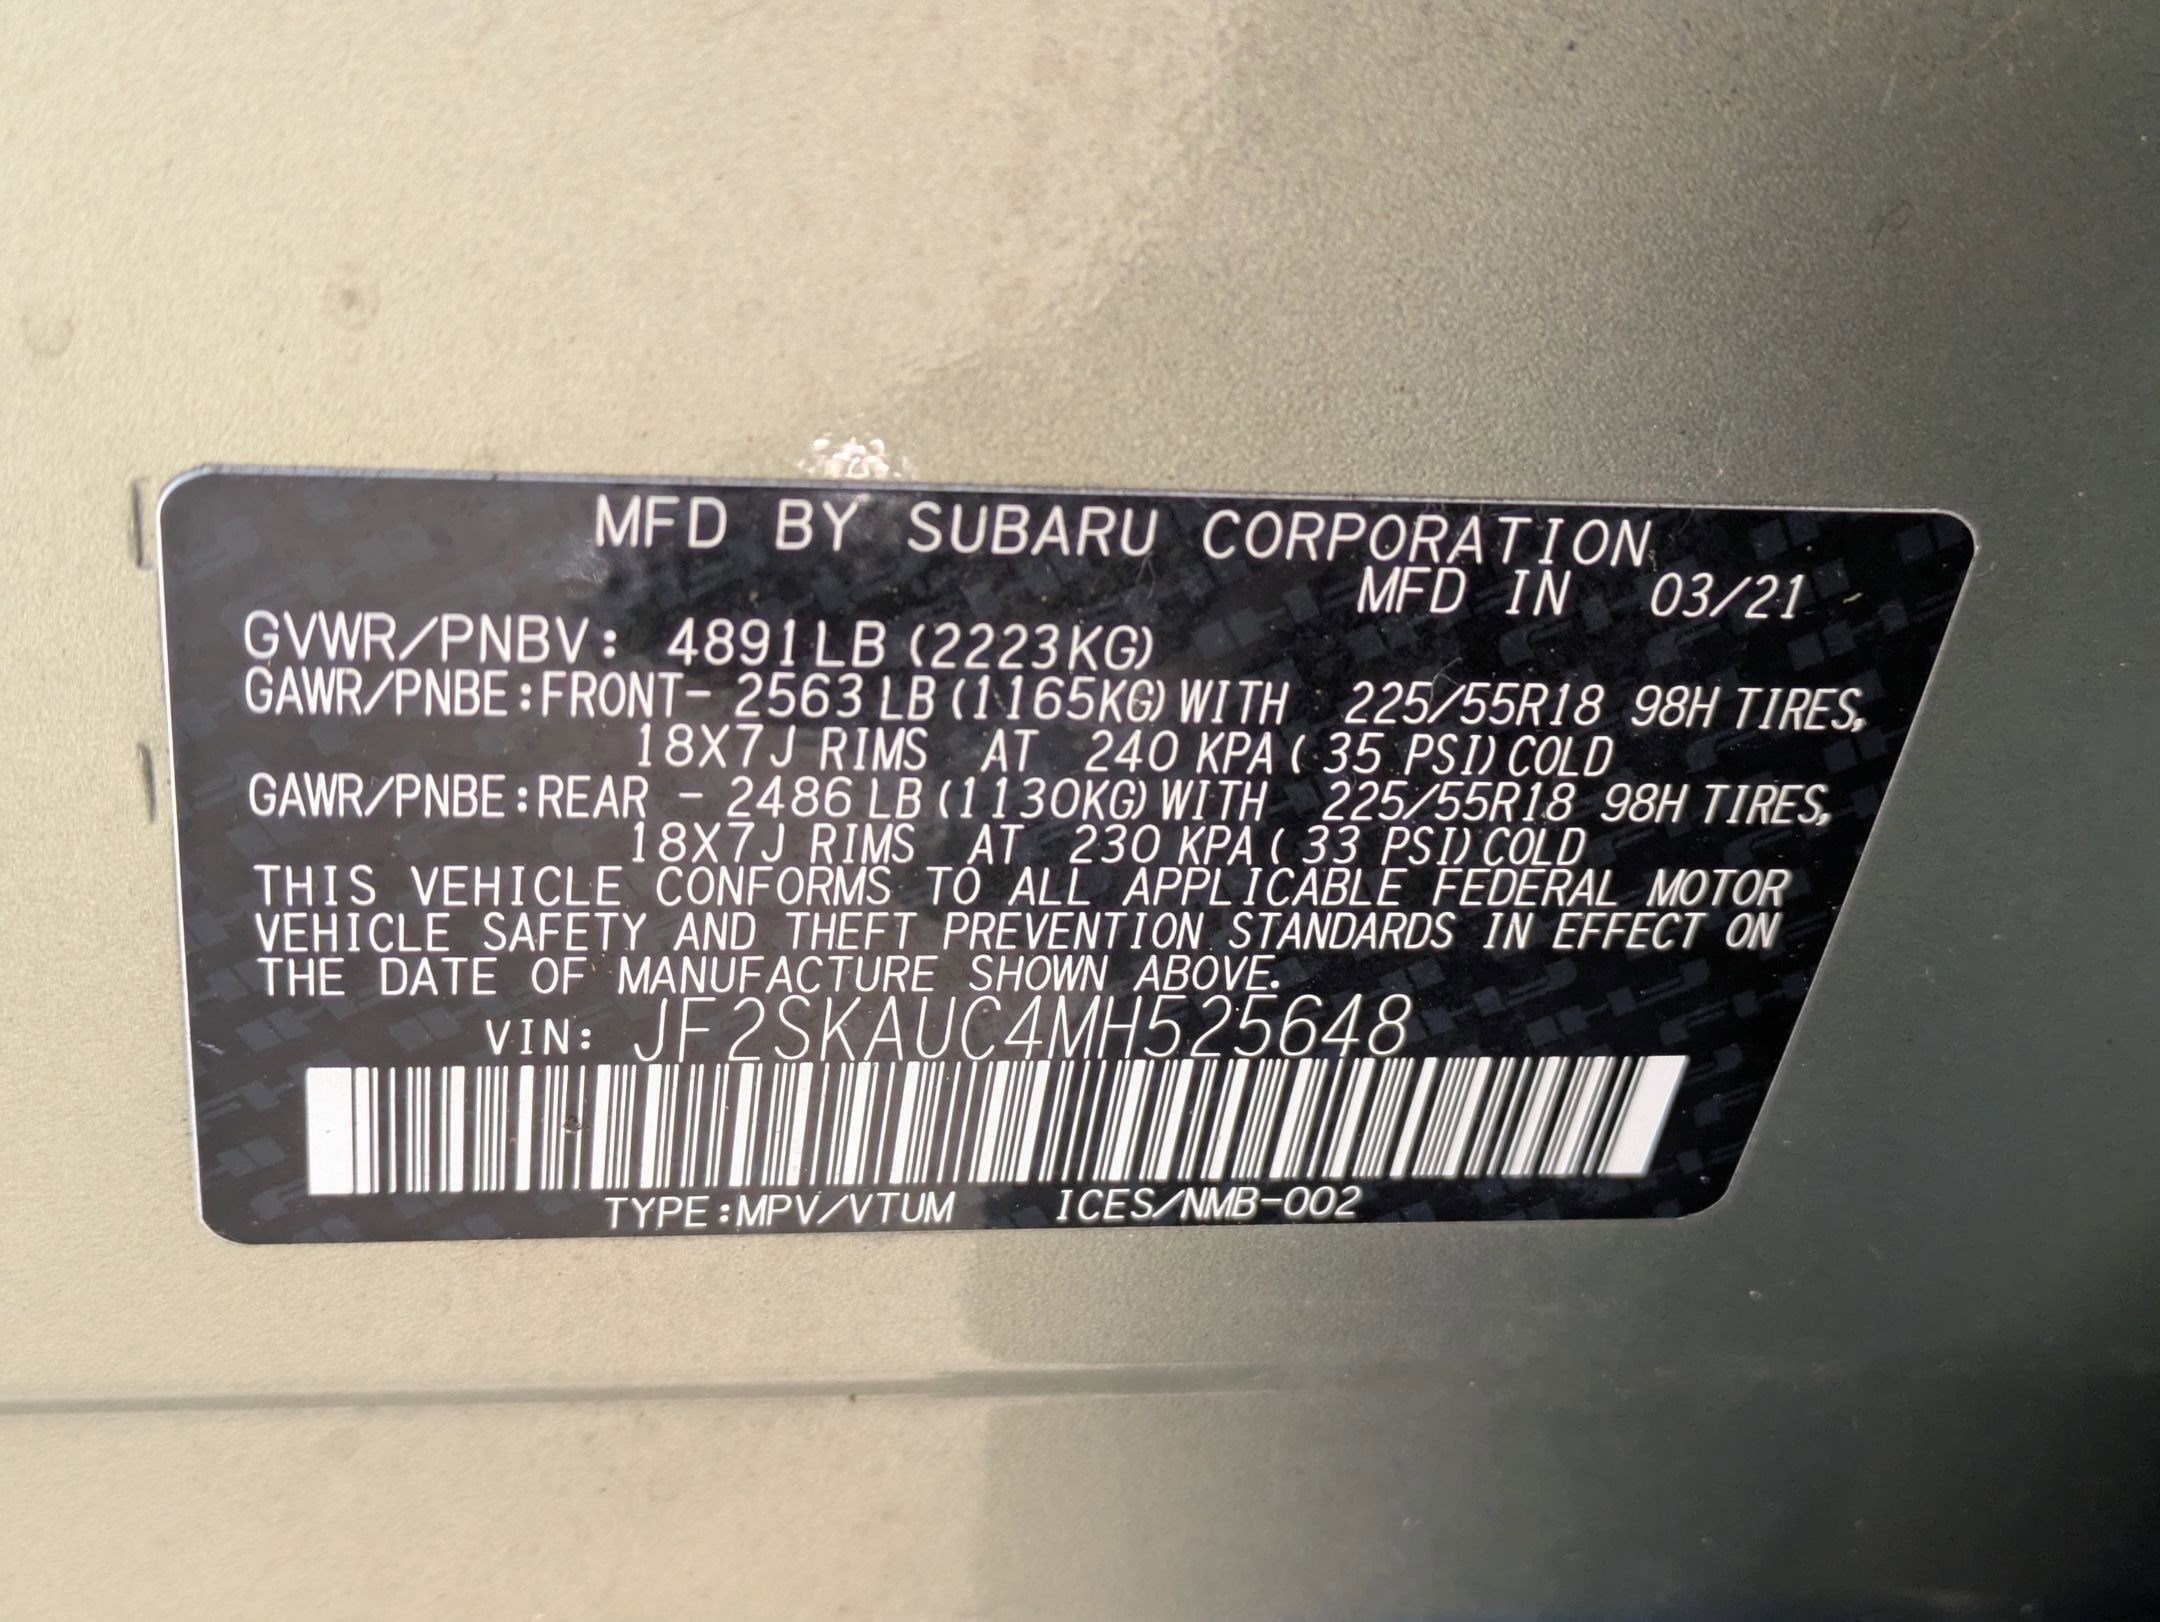 MFD BY SUBARU CORPORATION
MFD IN 03/21
GVWR/PNBV: 4891LB (2223KG)
GAWR/PNBE:FRONT- 2563 LB (1165KG) WITH 225/55R18 98H TIRES,
18X7J RIMS AT 240 KPA ( 35 PSI) COLD
GAWR/PNBE:REAR - 2486 LB (1130KG) WITH 225/55R18 98H TIRES,
18X7J RIMS AT 230 KPA ( 33 PSI) COLD
THIS VEHICLE CONFORMS TO ALL APPLICABLE FEDERAL MOTOR
VEHICLE SAFETY AND THEFT PREVENTION STANDARDS IN EFFECT ON
THE DATE OF MANUFACTURE SHOWN ABOVE.
VIN: JF2SKAUC4MH525648
TYPE:MPV/VTUM ICES/NMB-002